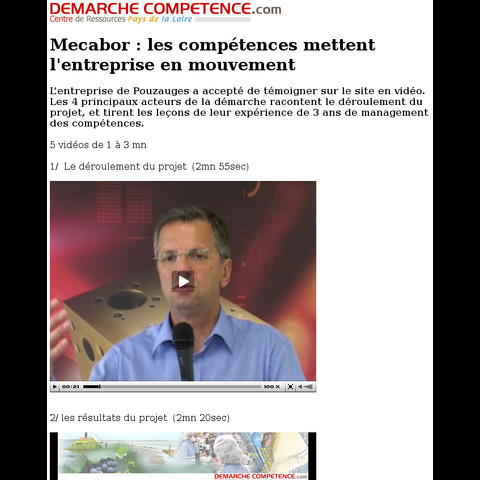 DEMARCHE COMPETENCE.com
Centre de Ressources Pays de la Loire
Mecabor : les compétences mettent
l'entreprise en mouvement
L'entreprise de Pouzauges a accepté de témoigner sur le site en vidéo.
Les 4 principaux acteurs de la démarche racontent le déroulement du
projet, et tirent les leçons de leur expérience de 3 ans de management
des compétences.
5 vidéos de 1 à 3 mn
1/ Le déroulement du projet (2mn 55sec)
00:21
100 %
2/ les résultats du projet (2mn 20sec)
DEMARCHE COMPETENCE.com